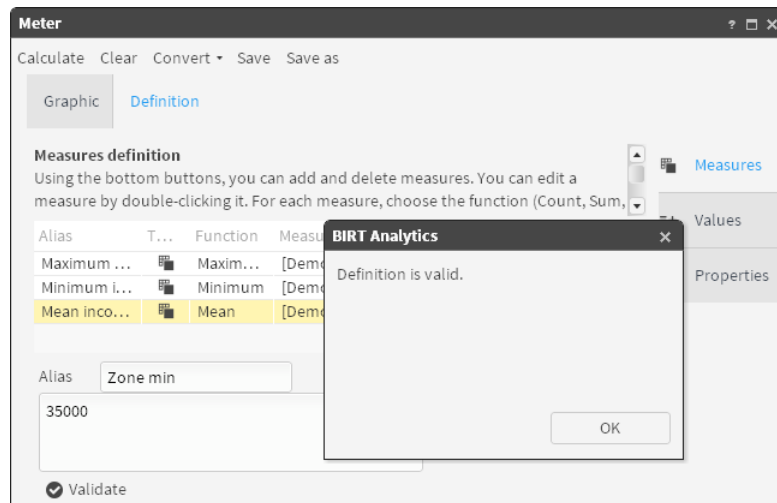 Meter
Calculate Clear Convert Save Save as
Graphic Definition
Measures definition
Using the bottom buttons, you can add and delete measures. You can edit a
measure by double-clicking it. For each measure, choose the function (Count, Sum,
Measures
Values
Properties
Alias T... Function Measu
Maximum ... Maxim... [Demo
Minimum i... Minimum [Demo
Mean inco... Mean [Demo
BIRT Analytics
Definition is valid.
OK
Alias Zone min
35000
Validate